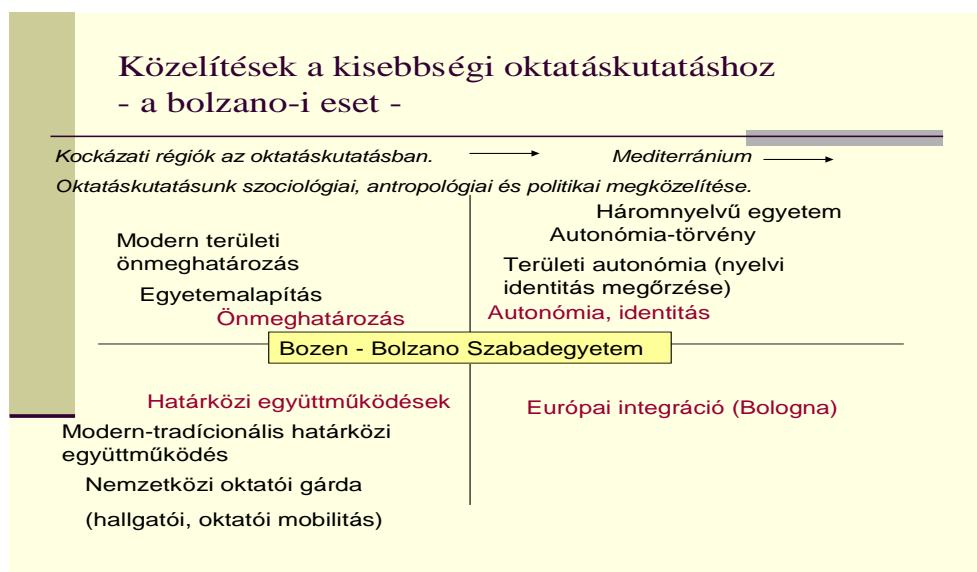 Közelítések a kisebbségi oktatáskutatáshoz
- a bolzano-i eset -
Kockázati régiók az oktatáskutatásban. Mediterránium
Oktatáskutatásunk szociológiai, antropológiai és politikai megközelítése.
Modern területi
önmeghatározás
Egyetemalapítás
Önmeghatározás
Háromnyelvű egyetem
Autonómia-törvény
Területi autonómia (nyelvi
identitás megőrzése)
Autonómia, identitás
Bozen - Bolzano Szabadegyetem
Határközi együttműködések
Modern-tradícionális határközi
együttműködés
Nemzetközi oktatói gárda
(hallgatói, oktatói mobilitás)
Európai integráció (Bologna)